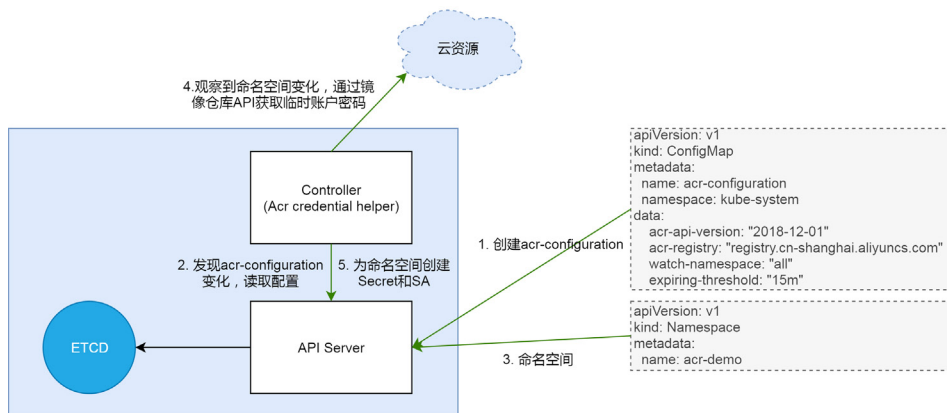 云资源
4.观察到命名空间变化，通过镜
像仓库API获取临时账户密码
Controller
(Acr credential helper)
2. 发现acr-configuration
变化，读取配置
5. 为命名空间创建
Secret和SA
API Server
ETCD
1. 创建acr-configuration
3. 命名空间
apiVersion: v1
kind: ConfigMap
metadata:
name: acr-configuration
namespace: kube-system
data:
acr-api-version: "2018-12-01"
acr-registry: "registry.cn-shanghai.aliyuncs.com"
watch-namespace: "all"
expiring-threshold: "15m"
apiVersion: v1
kind: Namespace
metadata:
name: acr-demo